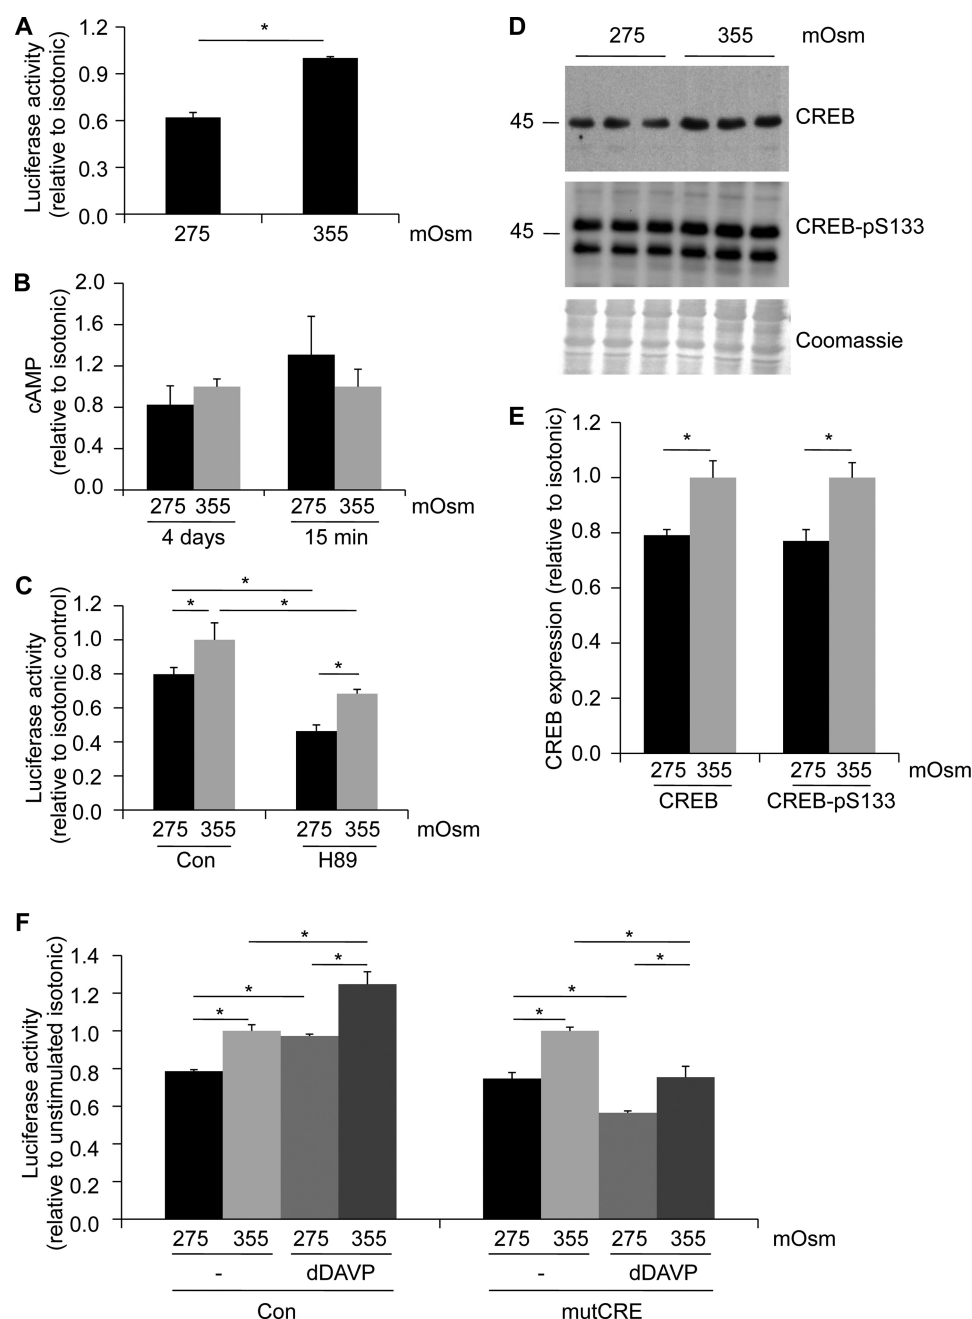 A
Luciferase activity
(relative to isotonic)
1.2
0.9
0.6
0.3
0.0
*
275 355 mOsm
B
cAMP
(relative to isotonic)
2.0
1.6
1.2
0.8
0.4
0.0
275 355 275 355 mOsm
4 days 15 min
C
Luciferase activity
(relative to isotonic control)
1.2
1.0
0.8
0.6
0.4
0.2
0.0
*
* *
*
275 355 275 355 mOsm
Con H89
D
275 355 mOsm
45 CREB
45 CREB-pS133
Coomassie
E
CREB expression (relative to isotonic)
1.2
1.0
0.8
0.6
0.4
0.2
0.0
* *
275 355 275 355 mOsm
CREB CREB-pS133
F
Luciferase activity
(relative to unstimulated isotonic)
1.4
1.2
1.0
0.8
0.6
0.4
0.2
0.0
* *
* *
* *
* *
275 355 275 355 275 355 275 355 mOsm
- dDAVP - dDAVP
Con mutCRE